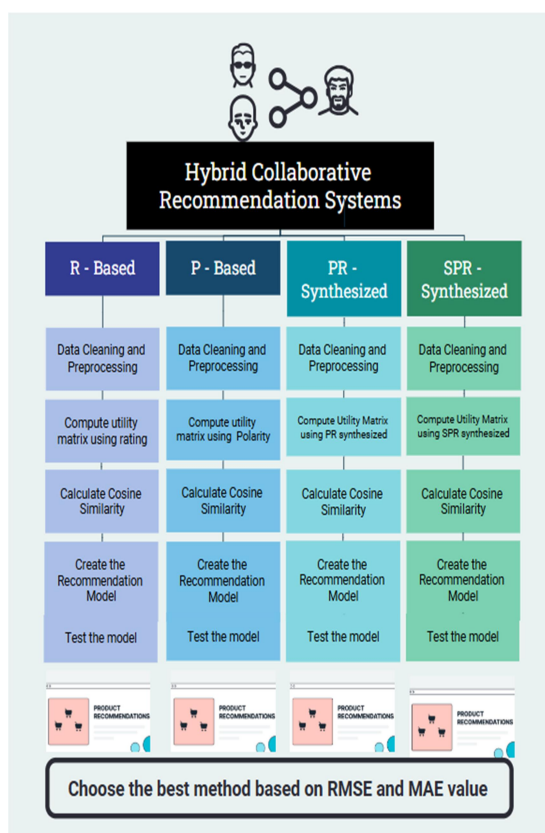 Hybrid Collaborative
Recommendation Systems
R - Based
P - Based
PR -
Synthesized
SPR -
Synthesized
Data Cleaning and
Preprocessing
Data Cleaning and
Preprocessing
Data Cleaning and
Preprocessing
Data Cleaning and
Preprocessing
Compute utility
matrix using rating
Compute utility
matrix using Polarity
Compute Utility Matrix
using PR synthesized
Compute Utility Matrix
using SPR synthesized
Calculate Cosine
Similarity
Calculate Cosine
Similarity
Calculate Cosine
Similarity
Calculate Cosine
Similarity
Create the
Recommendation
Model
Create the
Recommendation
Model
Create the
Recommendation
Model
Create the
Recommendation
Model
Test the model
Test the model
Test the model
Test the model
PRODUCT
RECOMMENDATIONS
PRODUCT
RECOMMENDATIONS
PRODUCT
RECOMMENDATIONS
PRODUCT
RECOMMENDATIONS
Choose the best method based on RMSE and MAE value